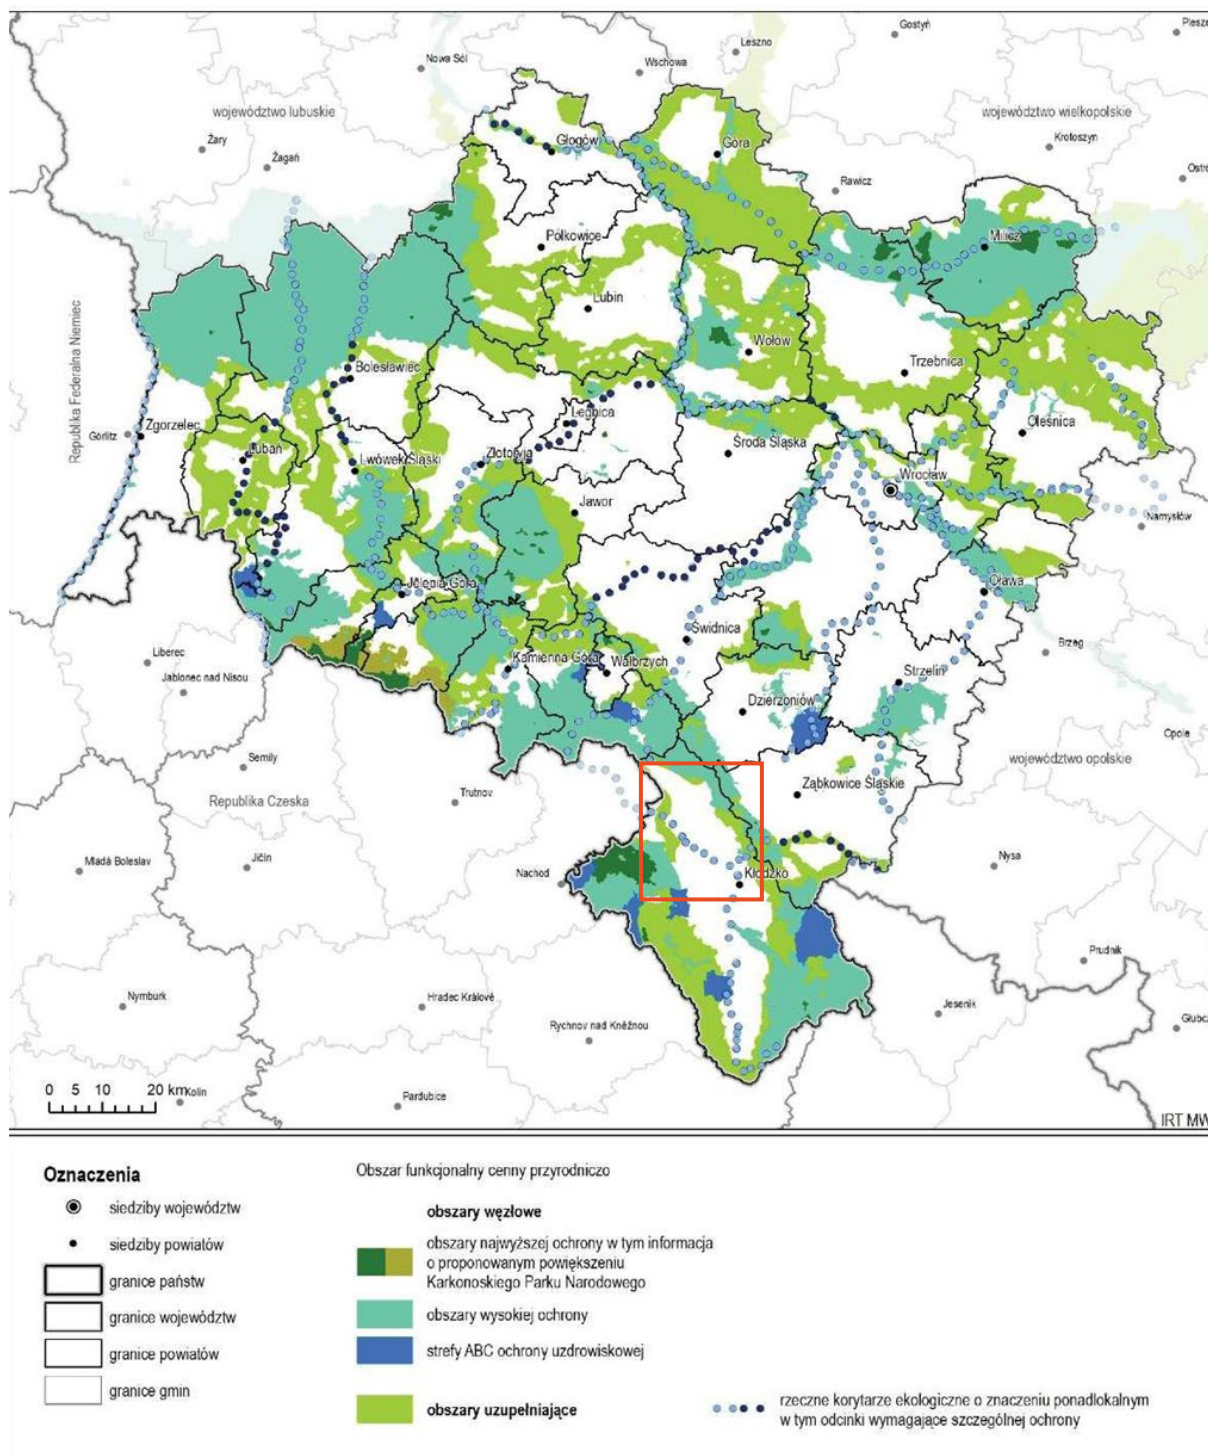 Gostyń
Leszno
Nowa Sól
Wschowa
województwo lubuskie
województwo wielkopolskie
Żary
Żagań
Głogów
Góra
Krotoszyn
Rawicz
Polkowice
Milicz
Lubin
Wołów
Republika Federalna Niemiec
Bolesławiec
Trzebnica
Legnica
Görlitz
Zgorzelec
Lubań
Środa Śląska
Oleśnica
Lwówek Śląski
Złotoryja
Wrocław
Jawor
Namysłów
Jelenia Góra
Oława
Świdnica
Brzeg
Liberec
Jablonec nad Nisou
Kamienna Góra
Wałbrzych
Strzelin
Dzierżoniów
Semily
województwo opolskie
Ząbkowice Śląskie
Republika Czeska
Trutnov
Mladá Boleslav
Jičín
Nachod
Kłodzko
Nysa
Prudnik
Nymburk
Hradec Králové
Rychnov nad Kněžnou
Jesenik
0 5 10 20 km
Kolín
Pardubice
IRT MW
Oznaczenia
siedziby województw
siedziby powiatów
granice państw
granice województw
granice powiatów
granice gmin
Obszar funkcjonalny cenny przyrodniczo
obszary węzłowe
obszary najwyższej ochrony w tym informacja
o proponowanym powiększeniu
Karkonoskiego Parku Narodowego
obszary wysokiej ochrony
strefy ABC ochrony uzdrowiskowej
obszary uzupełniające
rzeczne korytarze ekologiczne o znaczeniu ponadlokalnym
w tym odcinki wymagające szczególnej ochrony